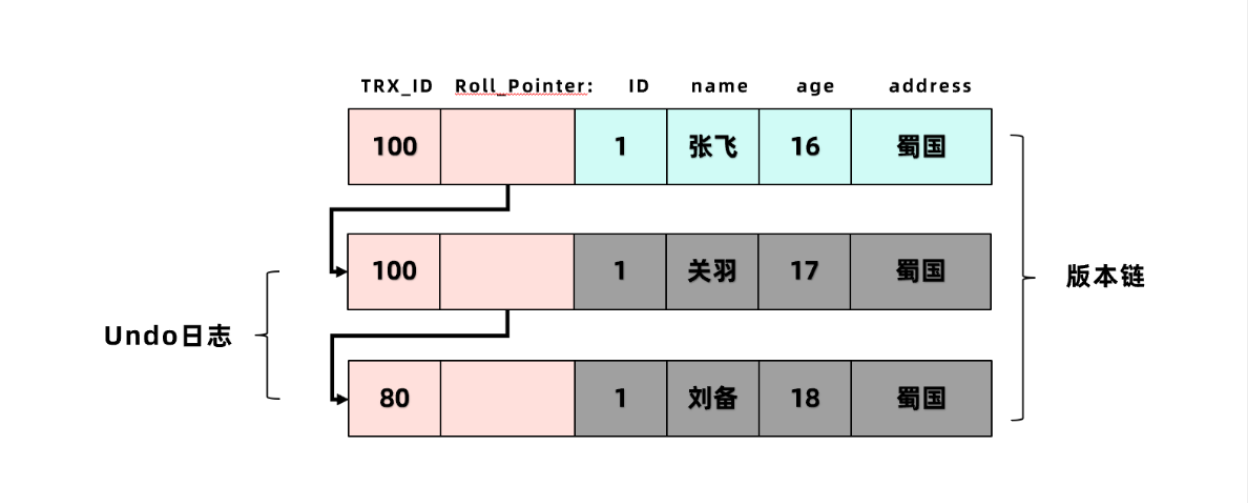 TRX_ID Roll_Pointer: ID name age address
100 1 张飞 16 蜀国
100 1 关羽 17 蜀国
版本链
Undo日志
80 1 刘备 18 蜀国